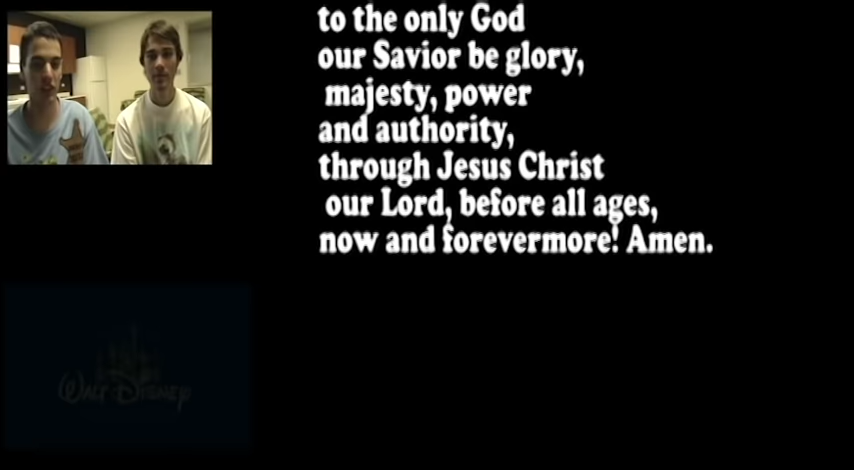 to the only God
our Savior be glory,
majesty, power
and authority,
through Jesus Christ
our Lord, before all ages,
now and forevermore! Amen.
WALT DISNEY